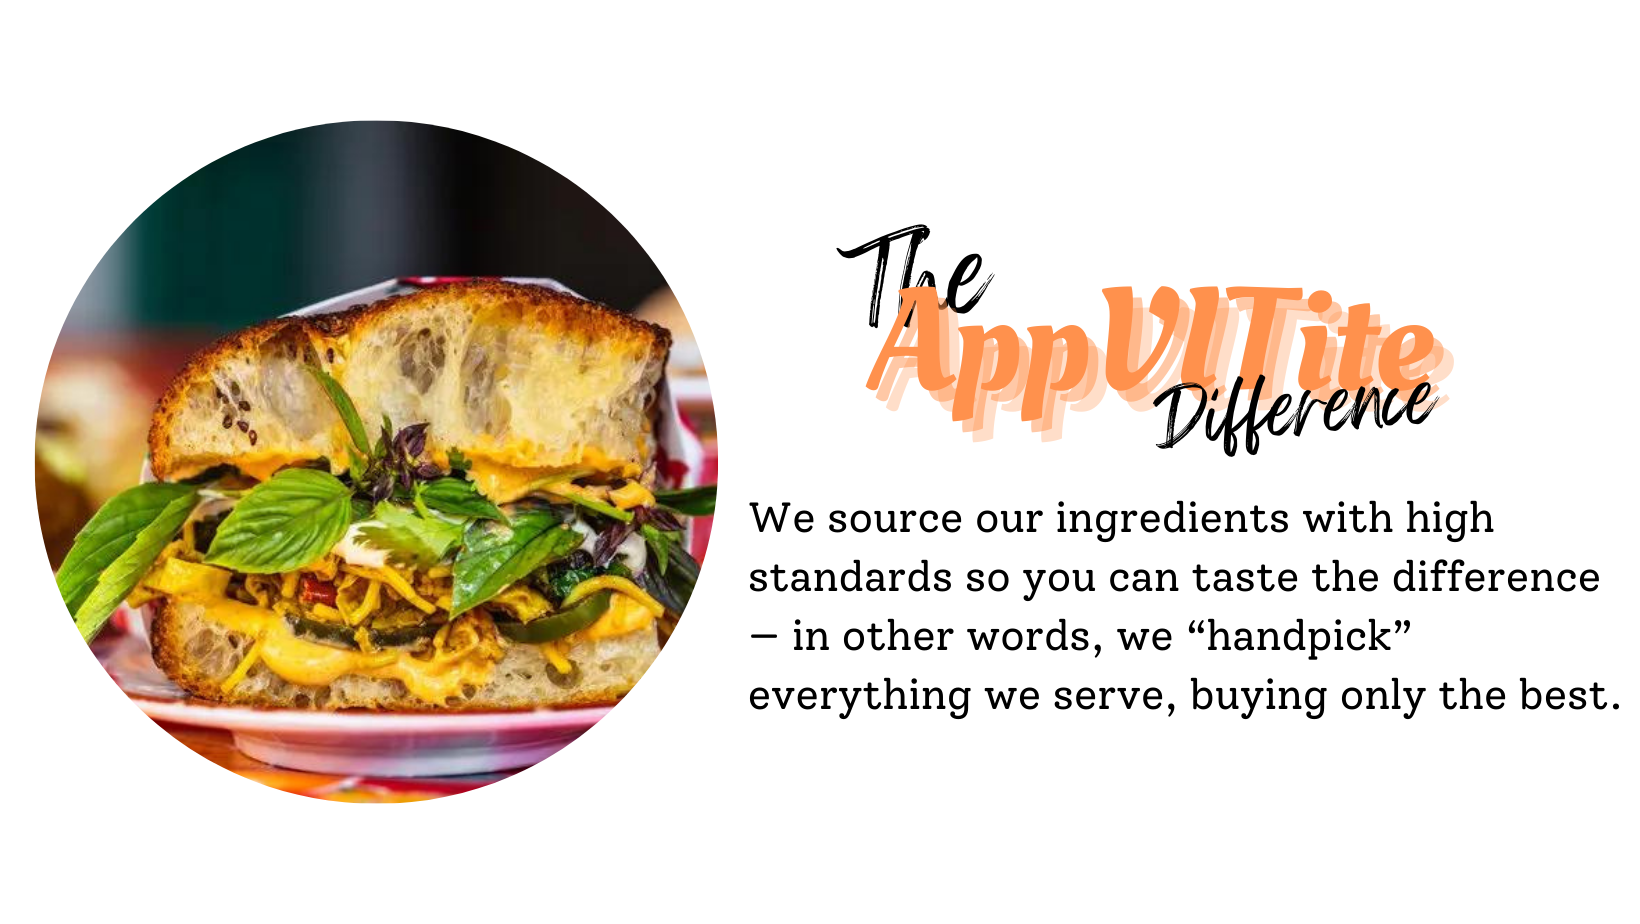 The
AppVITite
Difference
We source our ingredients with high
standards so you can taste the difference
— in other words, we “handpick”
everything we serve, buying only the best.